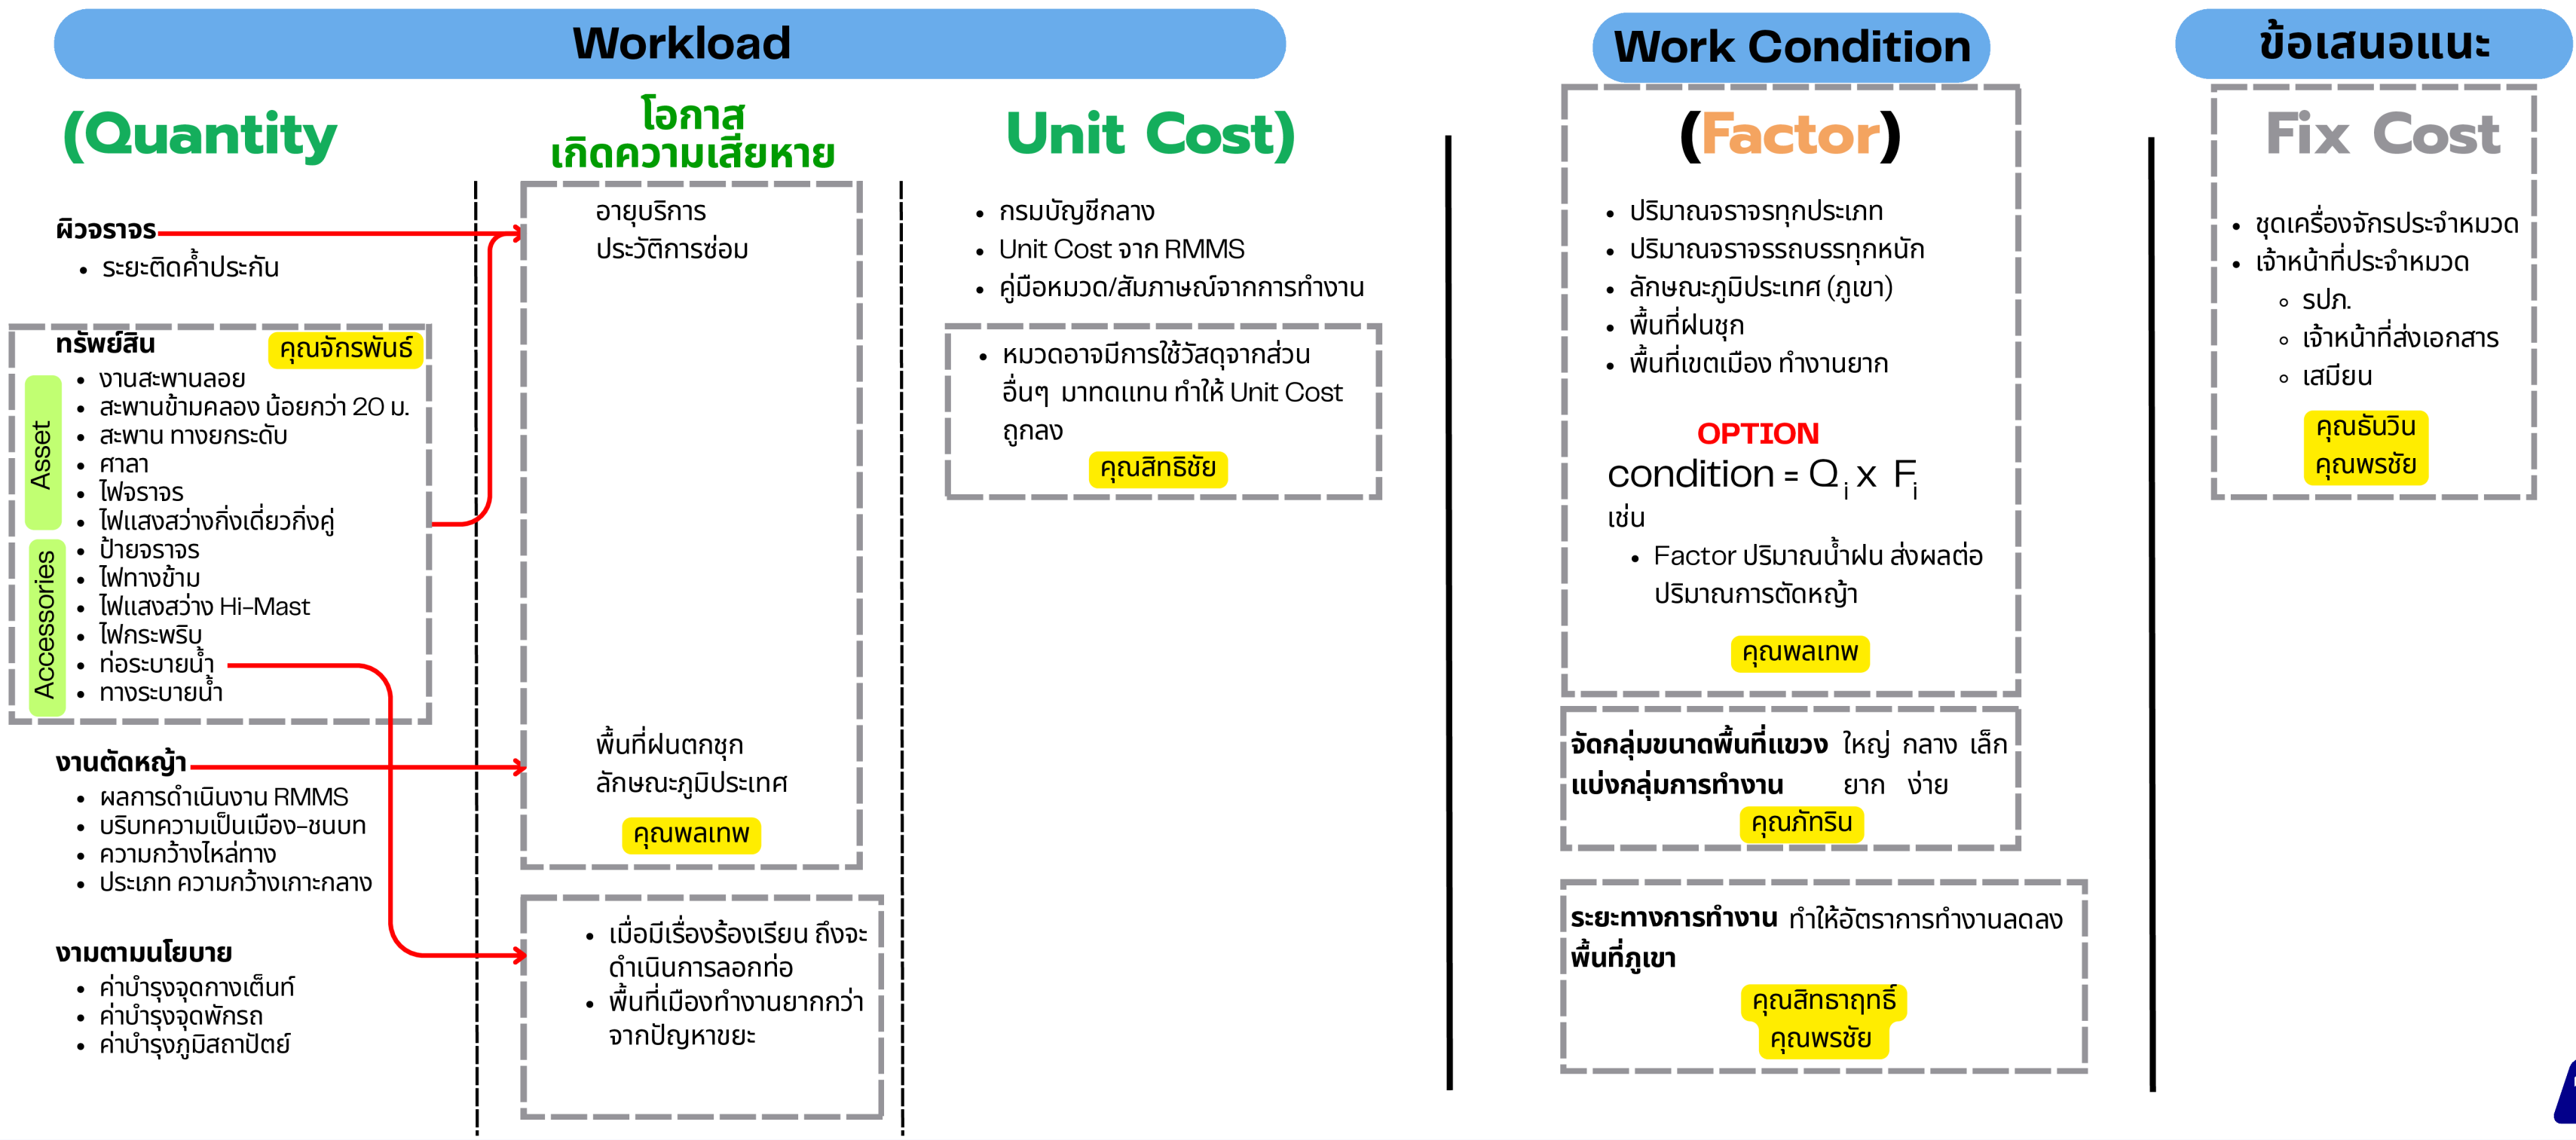 Workload
(Quantity
ผิวจราจร
ระยะติดค้ำประกัน
ทรัพย์สิน
คุณจักรพันธ์
Asset
Accessories
งานสะพานลอย
สะพานข้ามคลอง น้อยกว่า 20 ม.
สะพาน ทางยกระดับ
ศาลา
ไฟจราจร
ไฟแสงสว่างกิ่งเดี่ยวกิ่งคู่
ป้ายจราจร
ไฟทางข้าม
ไฟแสงสว่าง Hi-Mast
ไฟกระพริบ
ท่อระบายน้ำ
ทางระบายน้ำ
งานตัดหญ้า
ผลการดำเนินงาน RMMS
บริบทความเป็นเมือง-ชนบท
ความกว้างไหล่ทาง
ประเภท ความกว้างเกาะกลาง
งามตามนโยบาย
ค่าบำรุงจุดกางเต็นท์
ค่าบำรุงจุดพักรถ
ค่าบำรุงภูมิสถาปัตย์
โอกาส
เกิดความเสียหาย
อายุบริการ
ประวัติการซ่อม
พื้นที่ฝนตกชุก
ลักษณะภูมิประเทศ
คุณพลเทพ
เมื่อมีเรื่องร้องเรียน ถึงจะ
ดำเนินการลอกท่อ
พื้นที่เมืองทำงานยากกว่า
จากปัญหาขยะ
Unit Cost)
กรมบัญชีกลาง
Unit Cost จาก RMMS
คู่มือหมวด/สัมภาษณ์จากการทำงาน
หมวดอาจมีการใช้วัสดุจากส่วน
อื่นๆ มาทดแทน ทำให้ Unit Cost
ถูกลง
คุณสิทธิชัย
Work Condition
(Factor)
ปริมาณจราจรทุกประเภท
ปริมาณจราจรรถบรรทุกหนัก
ลักษณะภูมิประเทศ (ภูเขา)
พื้นที่ฝนชุก
พื้นที่เขตเมือง ทำงานยาก
OPTION
condition = Q i x F i
เช่น
Factor ปริมาณน้ำฝน ส่งผลต่อ
ปริมาณการตัดหญ้า
คุณพลเทพ
จัดกลุ่มขนาดพื้นที่แขวง ใหญ่ กลาง เล็ก
แบ่งกลุ่มการทำงาน ยาก ง่าย
คุณภัทริน
ระยะทางการทำงาน ทำให้อัตราการทำงานลดลง
พื้นที่ภูเขา
คุณสิทธาฤทธิ์
คุณพรชัย
ข้อเสนอแนะ
Fix Cost
ชุดเครื่องจักรประจำหมวด
เจ้าหน้าที่ประจำหมวด
รปภ.
เจ้าหน้าที่ส่งเอกสาร
เสมียน
คุณธันวิน
คุณพรชัย